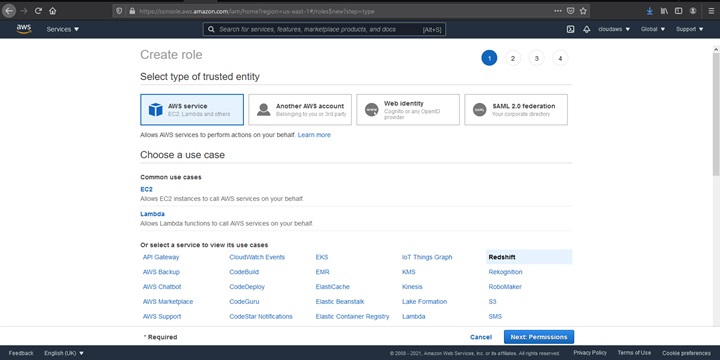 https://console.aws.amazon.com/iam/home?region=us-east-1#/roles$new?step=type
aws
Services
Search for services, features, marketplace products, and docs
[Alt+S]
cloudaws
Global
Support
Create role
1
2
3
4
Select type of trusted entity
AWS service
EC2, Lambda and others
Another AWS account
Belonging to you or 3rd party
Web identity
Cognito or any OpenID
provider
SAML 2.0 federation
Your corporate directory
Allows AWS services to perform actions on your behalf. Learn more
Choose a use case
Common use cases
EC2
Allows EC2 instances to call AWS services on your behalf.
Lambda
Allows Lambda functions to call AWS services on your behalf.
Or select a service to view its use cases
API Gateway CloudWatch Events EKS IoT Things Graph Redshift
AWS Backup CodeBuild EMR KMS Rekognition
AWS Chatbot CodeDeploy ElastiCache Kinesis RoboMaker
AWS Marketplace CodeGuru Elastic Beanstalk Lake Formation S3
AWS Support CodeStar Notifications Elastic Container Registry Lambda SMS
* Required
Cancel
Next: Permissions
Feedback English (UK) © 2008 - 2021, Amazon Web Services, Inc. or its affiliates. All rights reserved. Privacy Policy Terms of Use Cookie preferences